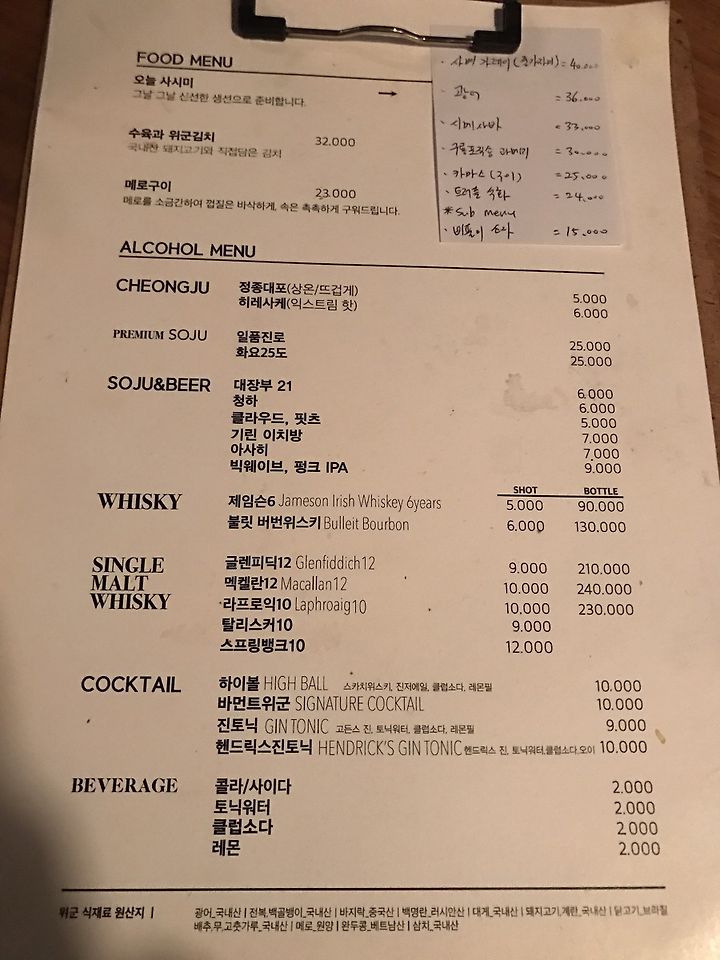 FOOD MENU
오늘 사시미
그날 그날 신선한 생선으로 준비합니다.
수육과 위군김치 32.000
국내산 돼지고기와 직접담은 김치
메로구이 23.000
메로를 소금간하여 껍질은 바삭하게, 속은 촉촉하게 구워드립니다.
= 40.000
· 광어 = 36.000
· 시메사바 = 33.000
· 구룡포직송 과메기 = 30.000
= 25.000
= 24.000
* Sub menu
= 15.000
ALCOHOL MENU
CHEONGJU 정종대포(상온/뜨겁게) 5.000
히레사케(익스트림 핫) 6.000
PREMIUM SOJU 일품진로 25.000
화요25도 25.000
SOJU&BEER 대장부 21 6.000
청하 6.000
클라우드, 핏츠 5.000
기린 이치방 7.000
아사히 7.000
빅웨이브, 펑크 IPA 9.000
SHOT BOTTLE
WHISKY 제임슨6 Jameson Irish Whiskey 6years 5.000 90.000
불릿 버번위스키 Bulleit Bourbon 6.000 130.000
SINGLE MALT WHISKY 글렌피딕12 Glenfiddich12 9.000 210.000
멕켈란12 Macallan12 10.000 240.000
라프로익10 Laphroaig10 10.000 230.000
탈리스커10 9.000
스프링뱅크10 12.000
COCKTAIL 하이볼 HIGH BALL 스카치위스키, 진저에일, 클럽소다, 레몬필 10.000
바먼트위군 SIGNATURE COCKTAIL 10.000
진토닉 GIN TONIC 고든스 진, 토닉워터, 클럽소다, 레몬필 9.000
헨드릭스진토닉 HENDRICK'S GIN TONIC 헨드릭스 진, 토닉워터,클럽소다,오이 10.000
BEVERAGE 콜라/사이다 2.000
토닉워터 2.000
클럽소다 2.000
레몬 2.000
위군 식재료 원산지 | 광어_국내산 | 전복,백골뱅이_국내산 | 바지락_중국산 | 백명란_러시안산 | 대게_국내산 | 돼지고기,계란_국내산 | 닭고기_브라질
배추,무,고춧가루_국내산 | 메로_원양 | 완두콩_베트남산 | 삼치_국내산